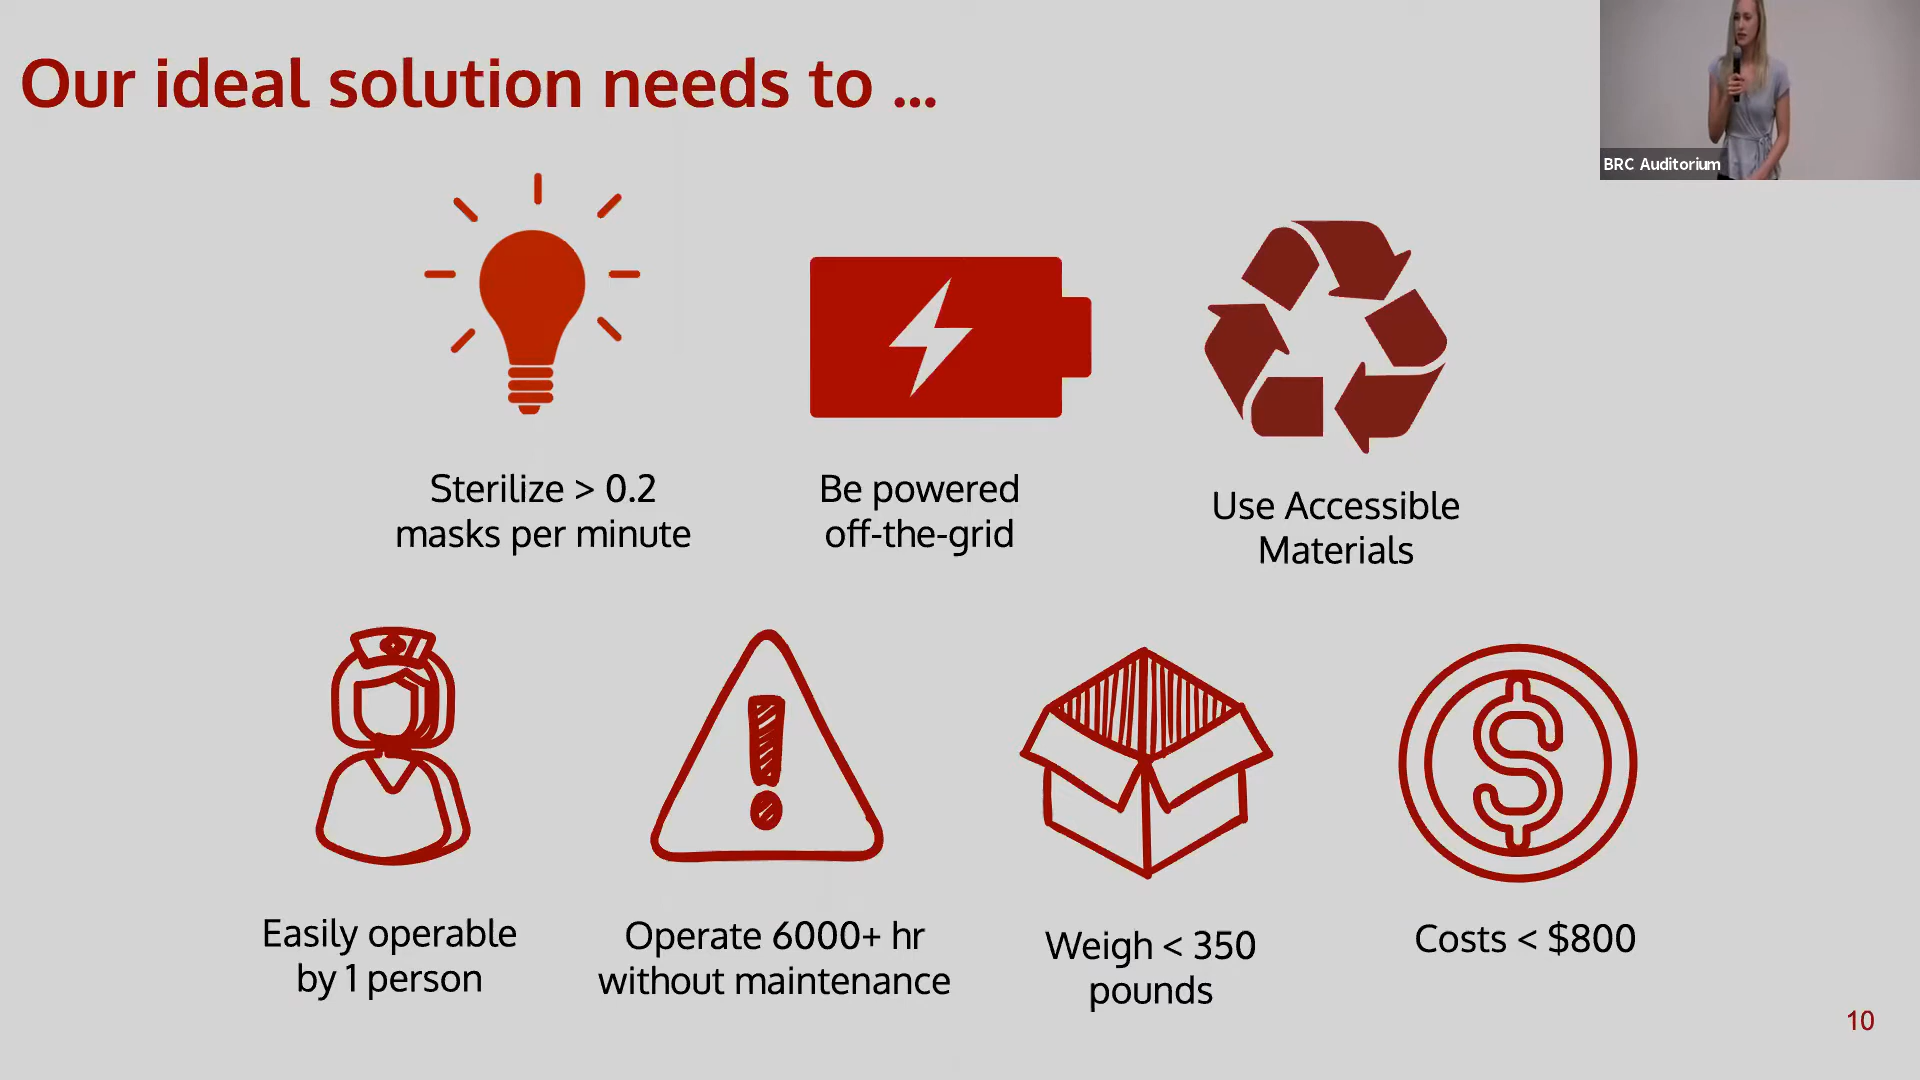 Our ideal solution needs to ...
BRC Auditorium
Sterilize > 0.2
masks per minute
Be powered
off-the-grid
Use Accessible
Materials
Easily operable
by 1 person
Operate 6000+ hr
without maintenance
Weigh < 350
pounds
Costs < $800
10